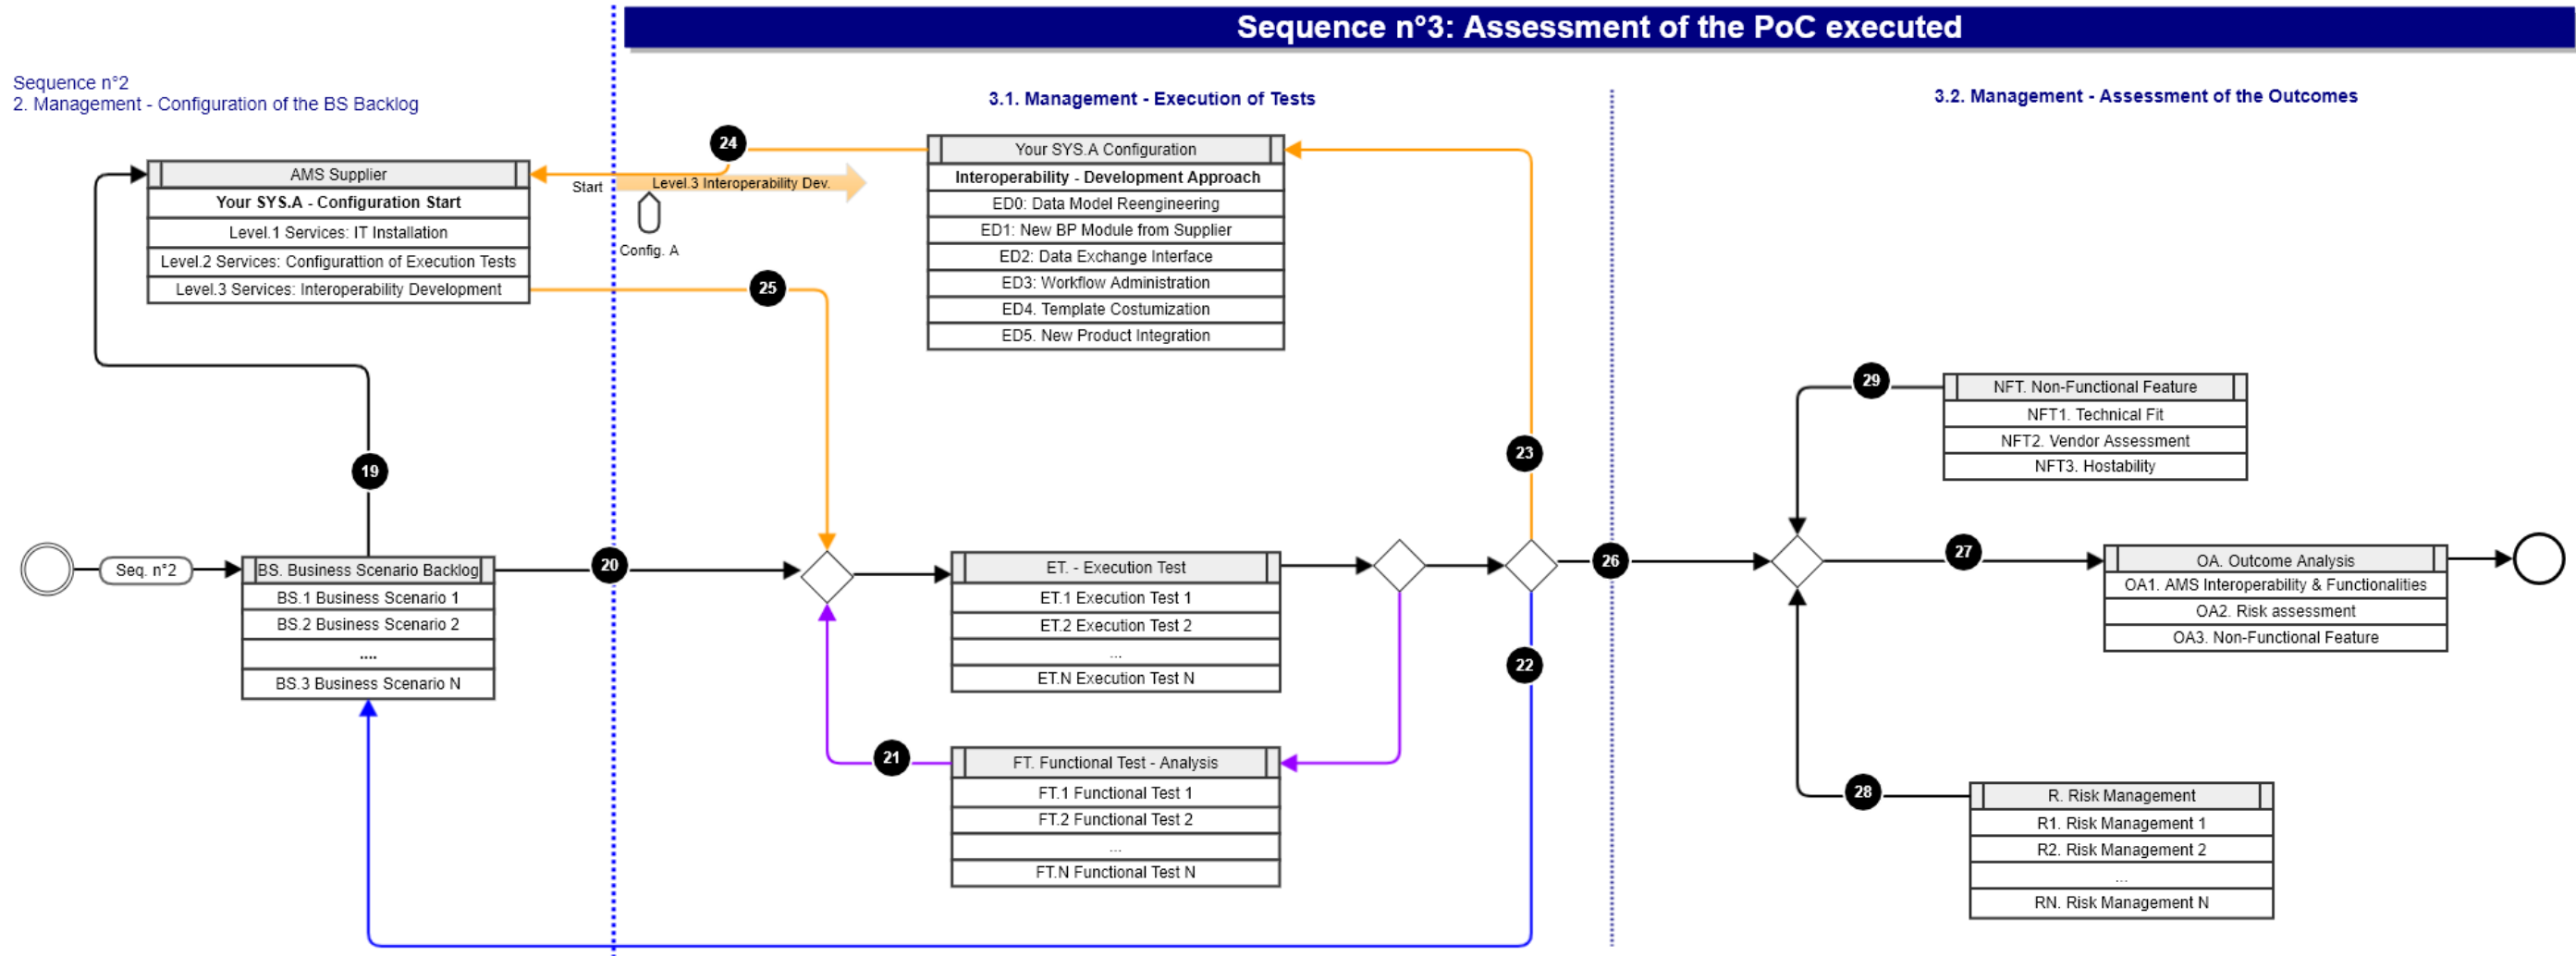 Sequence n°3: Assessment of the PoC executed
Sequence n°2
2. Management - Configuration of the BS Backlog
3.1. Management - Execution of Tests
3.2. Management - Assessment of the Outcomes
AMS Supplier
Your SYS.A - Configuration Start
Level.1 Services: IT Installation
Level.2 Services: Configurattion of Execution Tests
Level.3 Services: Interoperability Development
24
Start
Level.3 Interoperability Dev.
Config. A
25
Your SYS.A Configuration
Interoperability - Development Approach
ED0: Data Model Reengineering
ED1: New BP Module from Supplier
ED2: Data Exchange Interface
ED3: Workflow Administration
ED4. Template Costumization
ED5. New Product Integration
29
NFT. Non-Functional Feature
NFT1. Technical Fit
NFT2. Vendor Assessment
NFT3. Hostability
19
23
Seq. n°2
BS. Business Scenario Backlog
BS.1 Business Scenario 1
BS.2 Business Scenario 2
....
BS.3 Business Scenario N
20
ET. - Execution Test
ET.1 Execution Test 1
ET.2 Execution Test 2
...
ET.N Execution Test N
26
27
OA. Outcome Analysis
OA1. AMS Interoperability & Functionalities
OA2. Risk assessment
OA3. Non-Functional Feature
22
21
FT. Functional Test - Analysis
FT.1 Functional Test 1
FT.2 Functional Test 2
...
FT.N Functional Test N
28
R. Risk Management
R1. Risk Management 1
R2. Risk Management 2
...
RN. Risk Management N